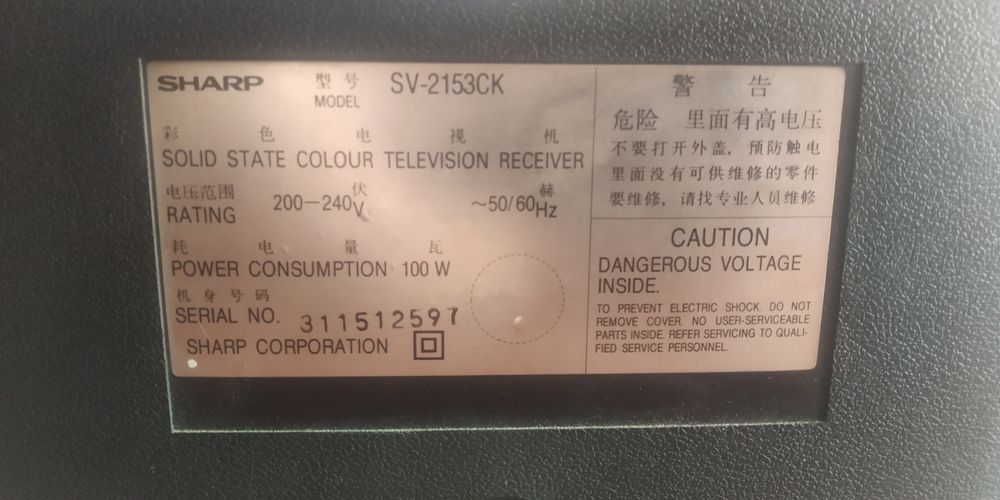 SHARP 型号 SV-2153CK
MODEL
彩色电视机
SOLID STATE COLOUR TELEVISION RECEIVER
电压范围 伏 赫
RATING 200-240V ~50/60Hz
耗电量 瓦
POWER CONSUMPTION 100 W
机身号码
SERIAL NO. 311512597
SHARP CORPORATION
警告
危险 里面有高电压
不要打开外盖, 预防触电
里面没有可供维修的零件
要维修, 请找专业人员维修
CAUTION
DANGEROUS VOLTAGE
INSIDE.
TO PREVENT ELECTRIC SHOCK. DO NOT
REMOVE COVER. NO USER-SERVICEABLE
PARTS INSIDE. REFER SERVICING TO QUALI-
FIED SERVICE PERSONNEL.